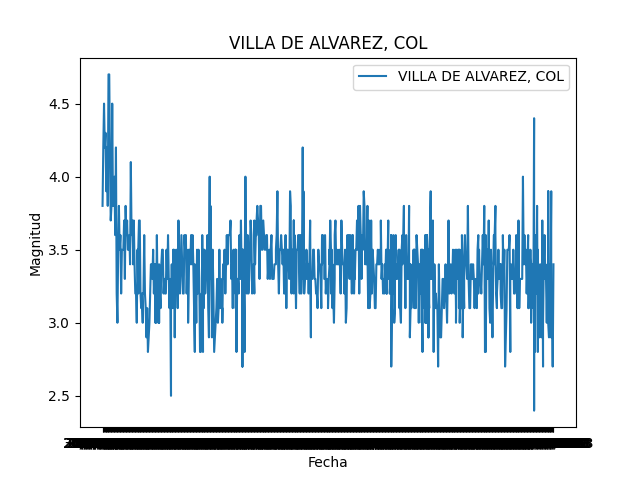 VILLA DE ALVAREZ, COL
VILLA DE ALVAREZ, COL
4.5
4.0
3.5
3.0
2.5
Magnitud
Fecha